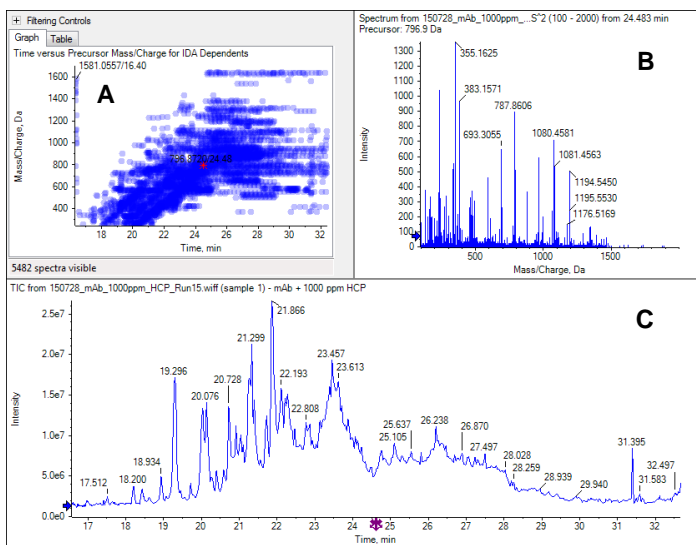 Filtering Controls
Graph Table
Time versus Precursor Mass/Charge for IDA Dependents
1581.0557/16.40
A
Mass/Charge, Da
1600
1400
1200
1000
800
600
400
18 20 22 24 26 28 30 32
Time, min
5482 spectra visible
Spectrum from 150728_mAb_1000ppm_...S^2 (100 - 2000) from 24.483 min
Precursor: 796.9 Da
B
Intensity
1300
1200
1100
1000
900
800
700
600
500
400
300
200
100
0
355.1625
383.1571
787.8606
693.3055
1080.4581
1081.4563
1194.5450
1195.5530
1176.5169
500 1000 1500
Mass/Charge, Da
TIC from 150728_mAb_1000ppm_HCP_Run15.wiff (sample 1) - mAb + 1000 ppm HCP
C
Intensity
2.5e7
2.0e7
1.5e7
1.0e7
5.0e6
0.0e0
17.512
18.200
18.934
19.296
20.076
20.728
21.299
21.866
22.193
22.808
23.457
23.613
25.105
25.637
26.238
26.870
27.497
28.028
28.259
28.939
29.940
31.395
31.583
32.497
17 18 19 20 21 22 23 24 25 26 27 28 29 30 31 32
Time, min